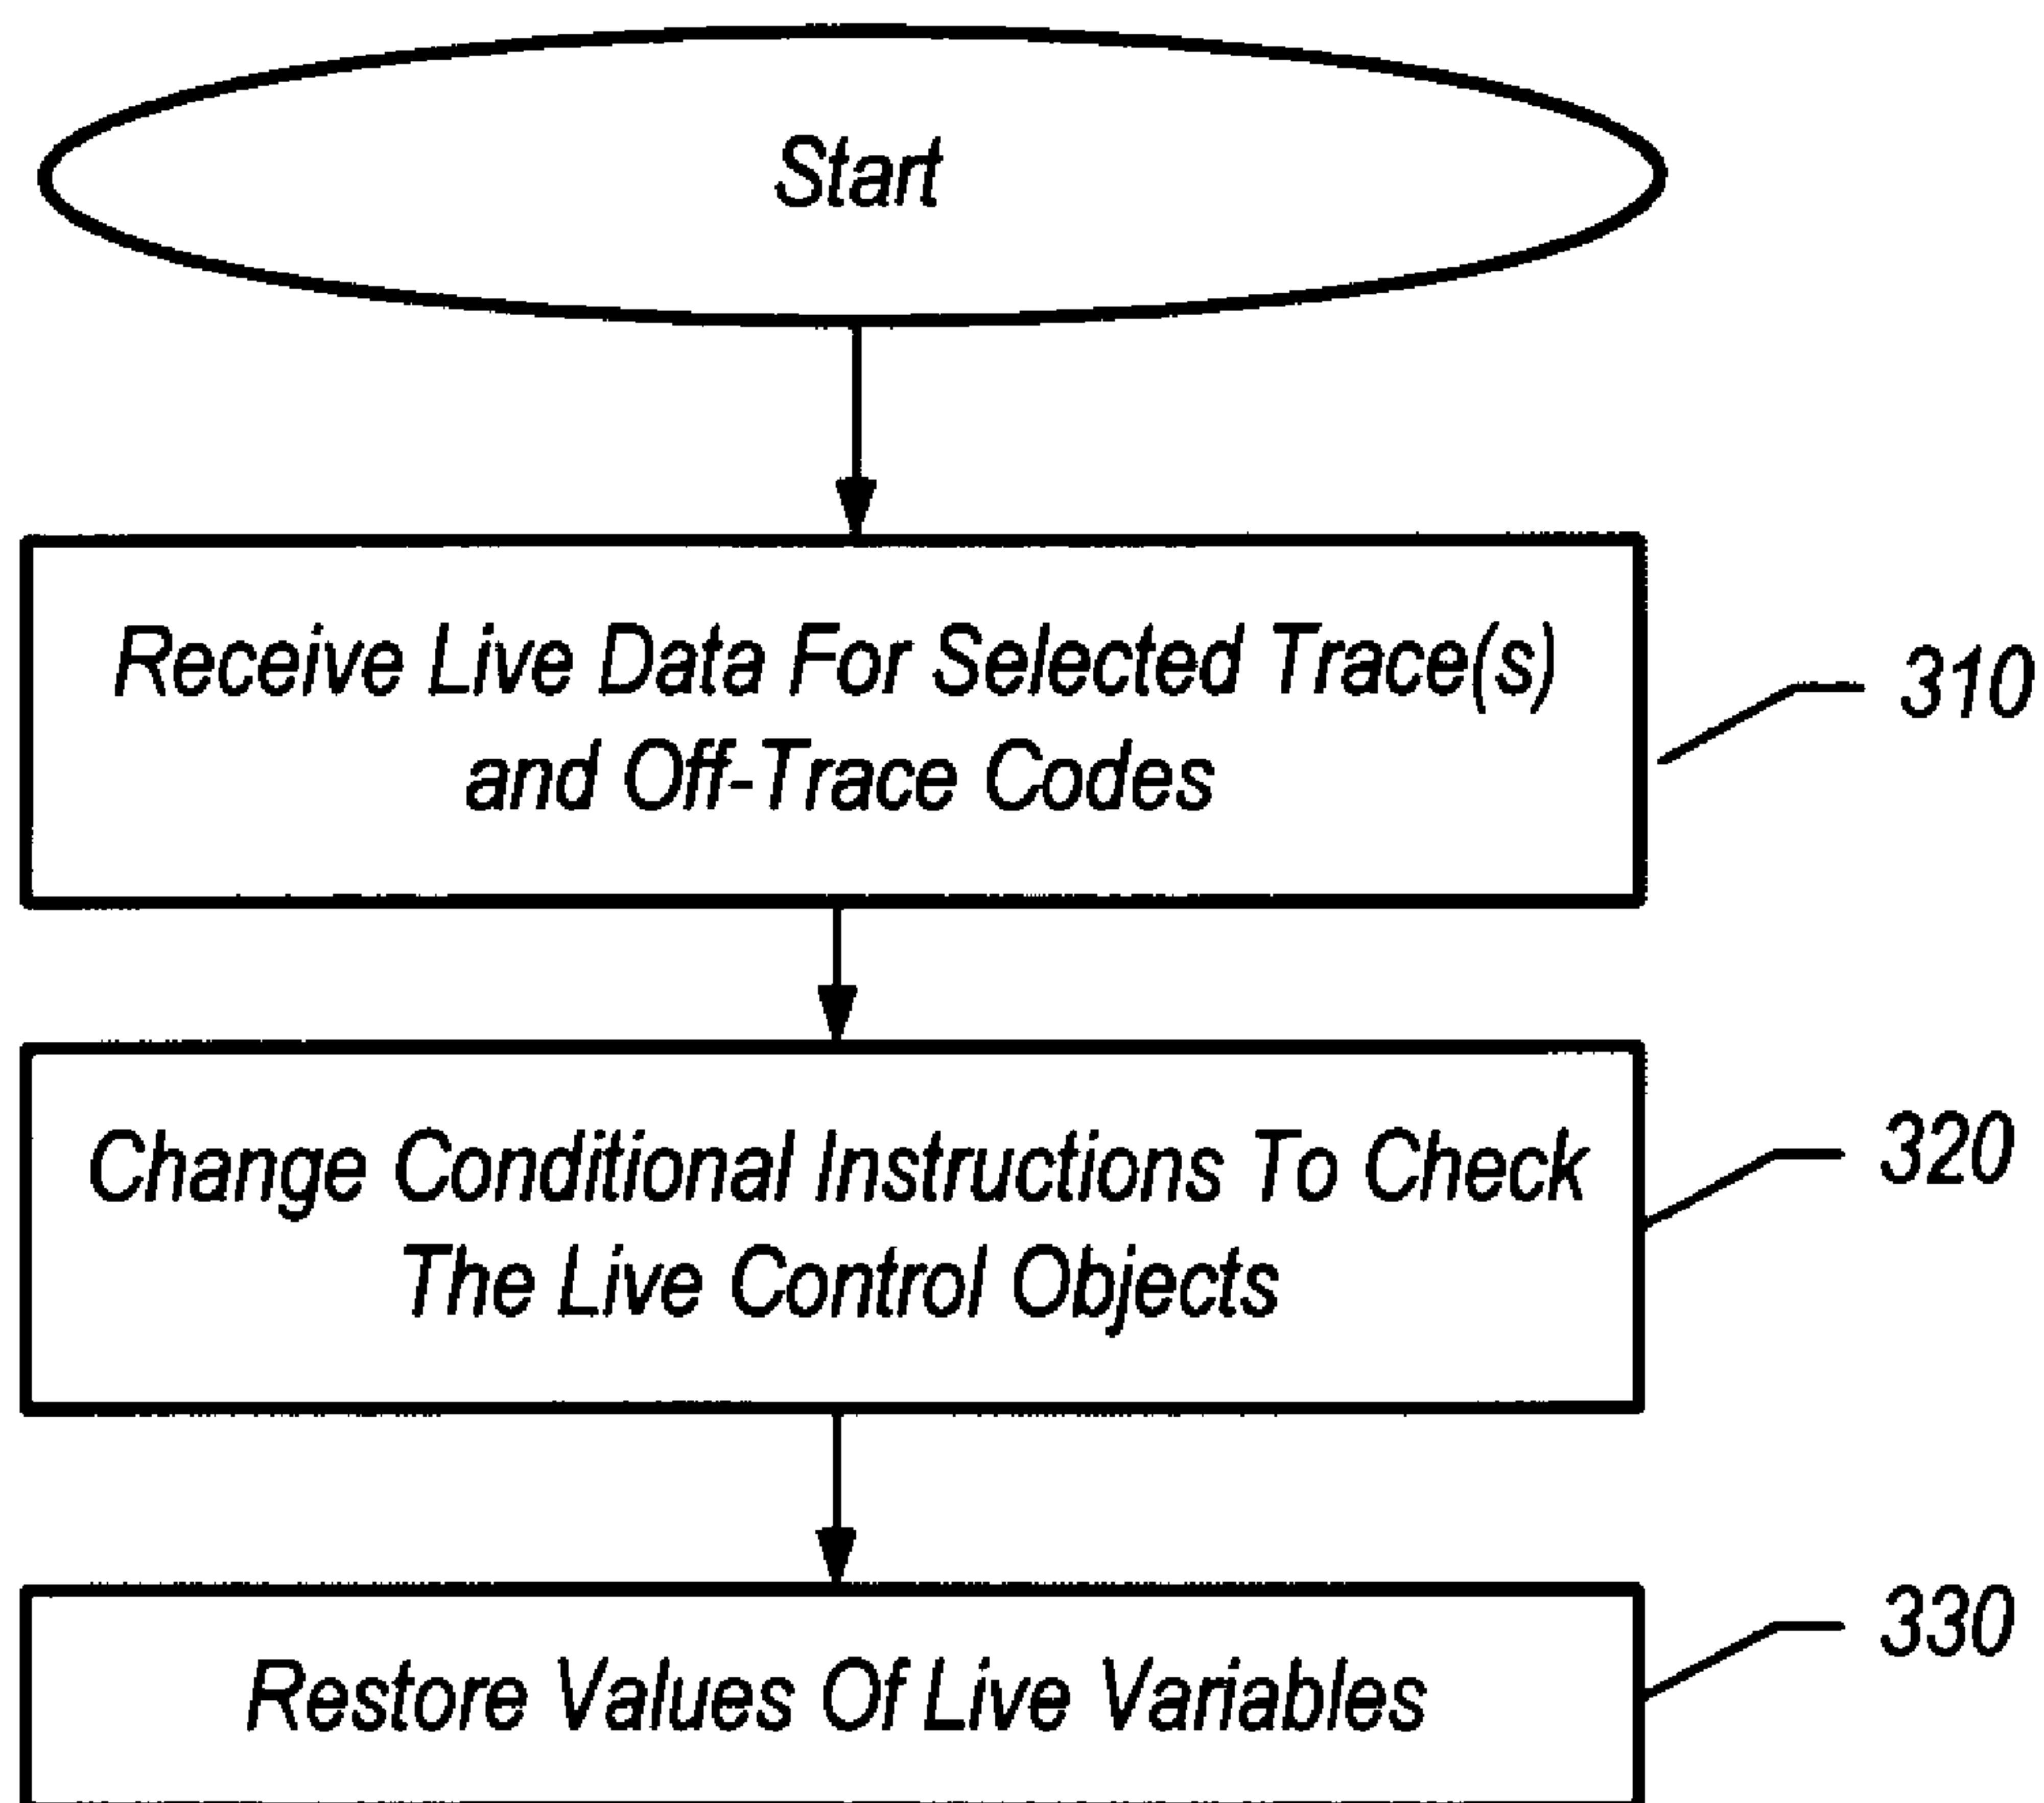 Start
Receive Live Data For Selected Trace(s)
and Off-Trace Codes
310
Change Conditional Instructions To Check
The Live Control Objects
320
Restore Values Of Live Variables
330